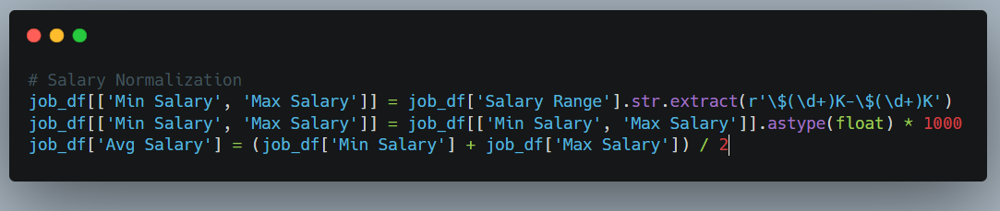 # Salary Normalization
job_df[['Min Salary', 'Max Salary']] = job_df['Salary Range'].str.extract(r'\$(\d+)K-\$(\d+)K')
job_df[['Min Salary', 'Max Salary']] = job_df[['Min Salary', 'Max Salary']].astype(float) * 1000
job_df['Avg Salary'] = (job_df['Min Salary'] + job_df['Max Salary']) / 2